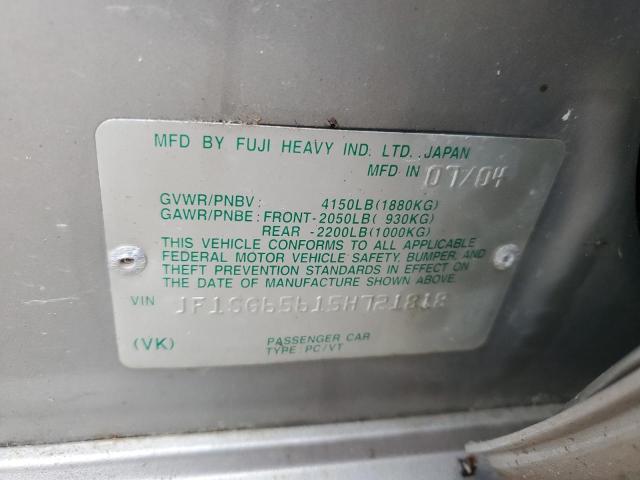 MFD BY FUJI HEAVY IND. LTD. JAPAN
MFD IN 07/04
GVWR/PNBV: 4150LB(1880KG)
GAWR/PNBE: FRONT-2050LB( 930KG)
REAR -2200LB(1000KG)
THIS VEHICLE CONFORMS TO ALL APPLICABLE
FEDERAL MOTOR VEHICLE SAFETY, BUMPER, AND
THEFT PREVENTION STANDARDS IN EFFECT ON
THE DATE OF MANUFACTURE SHOWN ABOVE.
VIN JF1SG65615H721818
(VK) PASSENGER CAR
TYPE: PC/VT